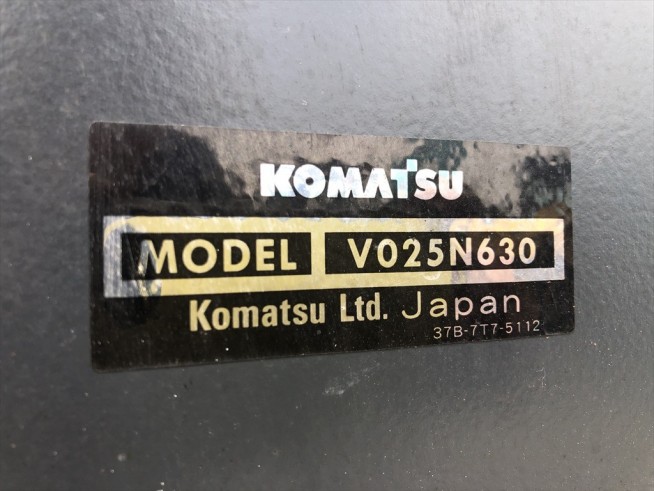 KOMATSU
MODEL V025N630
Komatsu Ltd. Japan
37B-7T7-5112